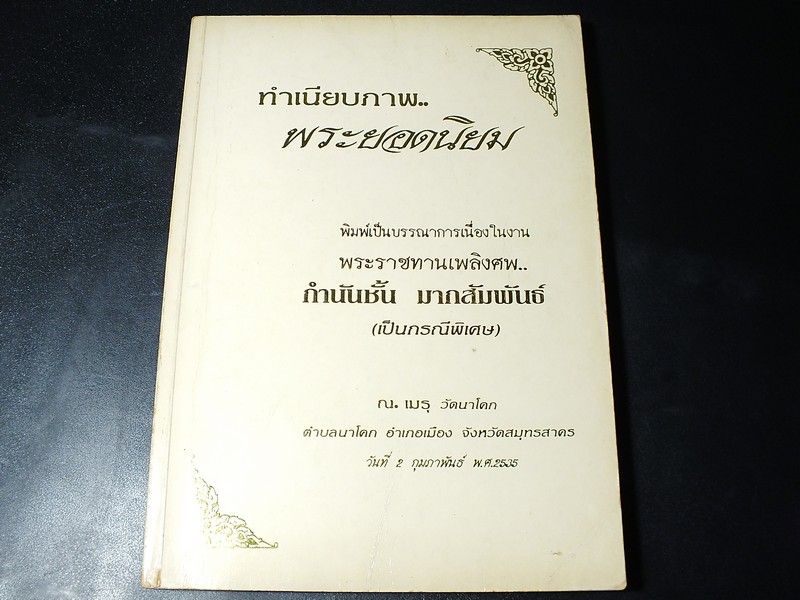 ทำเนียบภาพ..
พระยอดนิยม
พิมพ์เป็นบรรณาการเนื่องในงาน
พระราชทานเพลิงศพ..
กำนันชั้น มากสัมพันธ์
(เป็นกรณีพิเศษ)
ณ. เมรุ วัดนาโคก
ตำบลนาโคก อำเภอเมือง จังหวัดสมุทรสาคร
วันที่ 2 กุมภาพันธ์ พ.ศ.2535